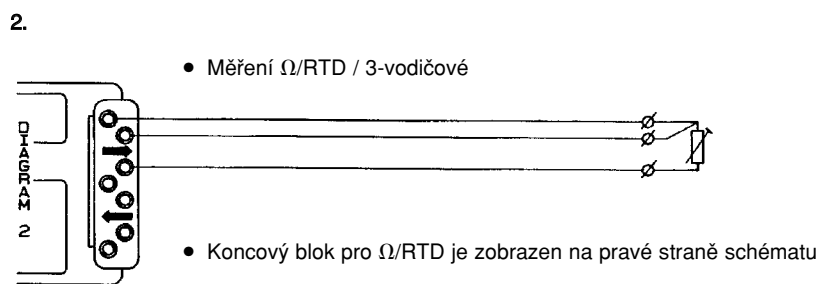 2.
• Měření Ω/RTD / 3-vodičové
DIAGRAM 2
• Koncový blok pro Ω/RTD je zobrazen na pravé straně schématu